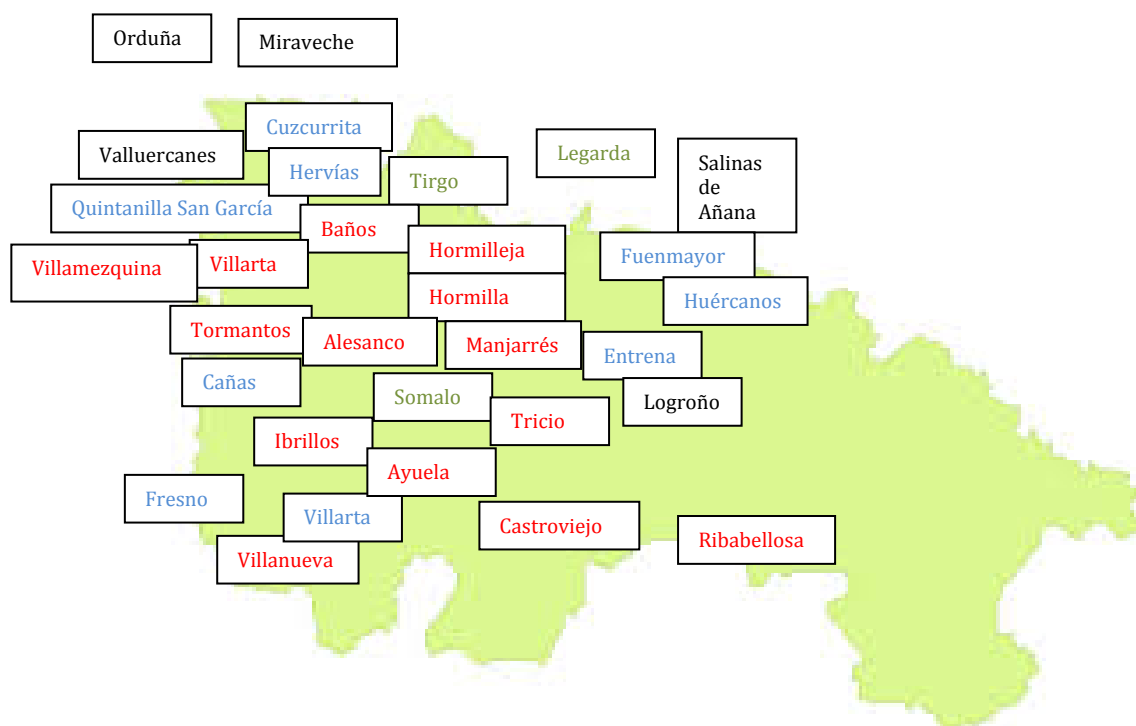 Orduña
Miraveche
Cuzcurrita
Valluercanes
Hervías
Tirgo
Legarda
Salinas
de
Añana
Quintanilla San García
Baños
Hormilleja
Fuenmayor
Villamezquina
Villarta
Hormilla
Huércanos
Tormantos
Alesanco
Manjarrés
Entrena
Cañas
Somalo
Logroño
Tricio
Ibrillos
Ayuela
Fresno
Villarta
Castroviejo
Ribabellosa
Villanueva